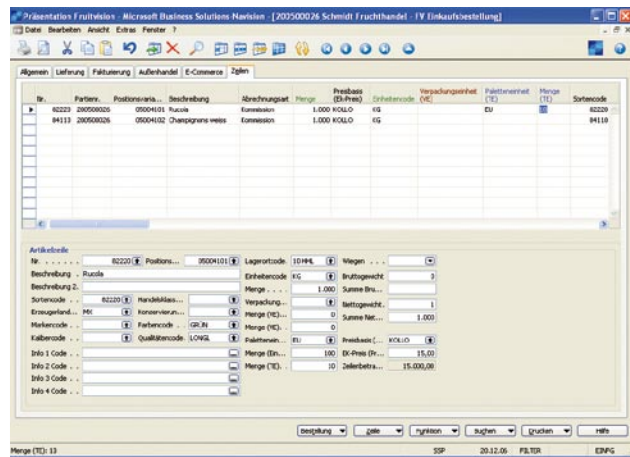 Präsentation Fruitvision - Microsoft Business Solutions-Navision - [200500026 Schmidt Fruchthandel - FV Einkaufsbestellung]
Datei Bearbeiten Ansicht Extras Fenster ?
Allgemein Lieferung Fakturierung Außenhandel E-Commerce Zeilen
Nr. Partienr. Positionsvaria... Beschreibung Abrechnungsart Menge Preisbasis (Ek-Preis) Einheitencode Verpackungseinheit (VE) Paletteneinheit (TE) Menge (TE) Sortencode
82223 200500026 05004101 Rucola Kommission 1.000 KOLLO KG EU 82220
84113 200500026 05004102 Champignons weiss Kommission 1.000 KOLLO KG 84110
Artikelzeile
Nr. . . . . . . 82220 Positions... 05004101 Lagerortcode. 10 HML Wiegen . . .
Beschreibung . Rucola Einheitencode KG Bruttogewicht 0
Beschreibung 2. Menge . . . . 1.000 Summe Bru...
Sortencode . . 82220 Handelsklass... Verpackung... Nettogewicht. 1
Erzeugerland. . MX Konservierun... Menge (VE)... 0 Summe Net... 1.000
Markencode . . Farbencode . . GRÜN Menge (VE). . 0
Kalibercode . . Qualitätencode. LONGL Palettenein... EU Preisbasis (... KOLLO
Info 1 Code . . Menge (Ein... 100 EK-Preis (Fr... 15,00
Info 2 Code . . Menge (TE). . 10 Zeilenbetra... 15.000,00
Info 3 Code . .
Info 4 Code . .
Bestellung Zeile Funktion Suchen Drucken Hilfe
Menge (TE): 13 SSP 20.12.06 FILTER EINFG